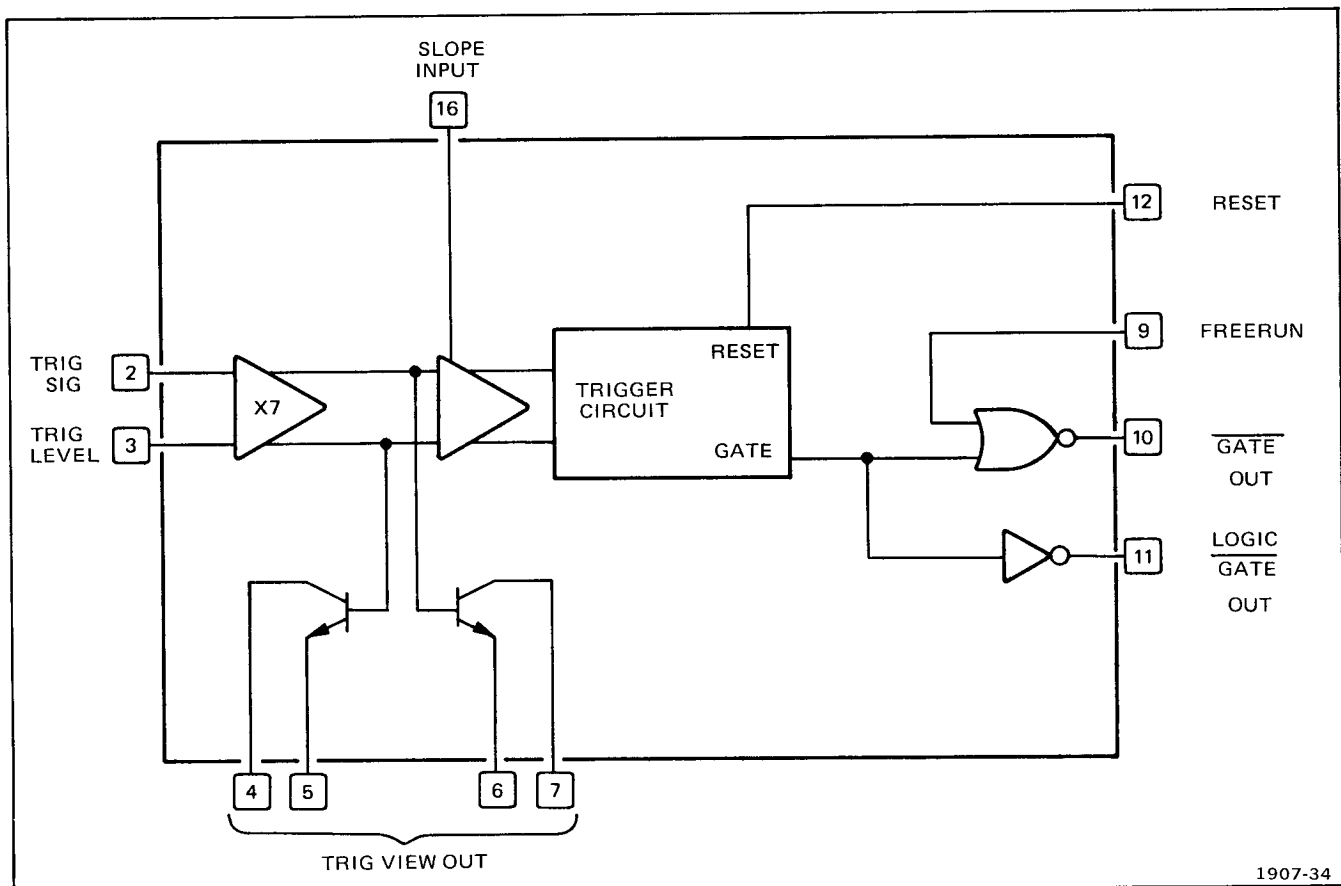 SLOPE
INPUT
16
12
RESET
9
FREERUN
RESET
TRIG
SIG
2
X7
TRIGGER
CIRCUIT
TRIG
LEVEL
3
GATE
10
GATE
OUT
11
LOGIC
GATE
OUT
4
5
6
7
TRIG VIEW OUT
1907-34